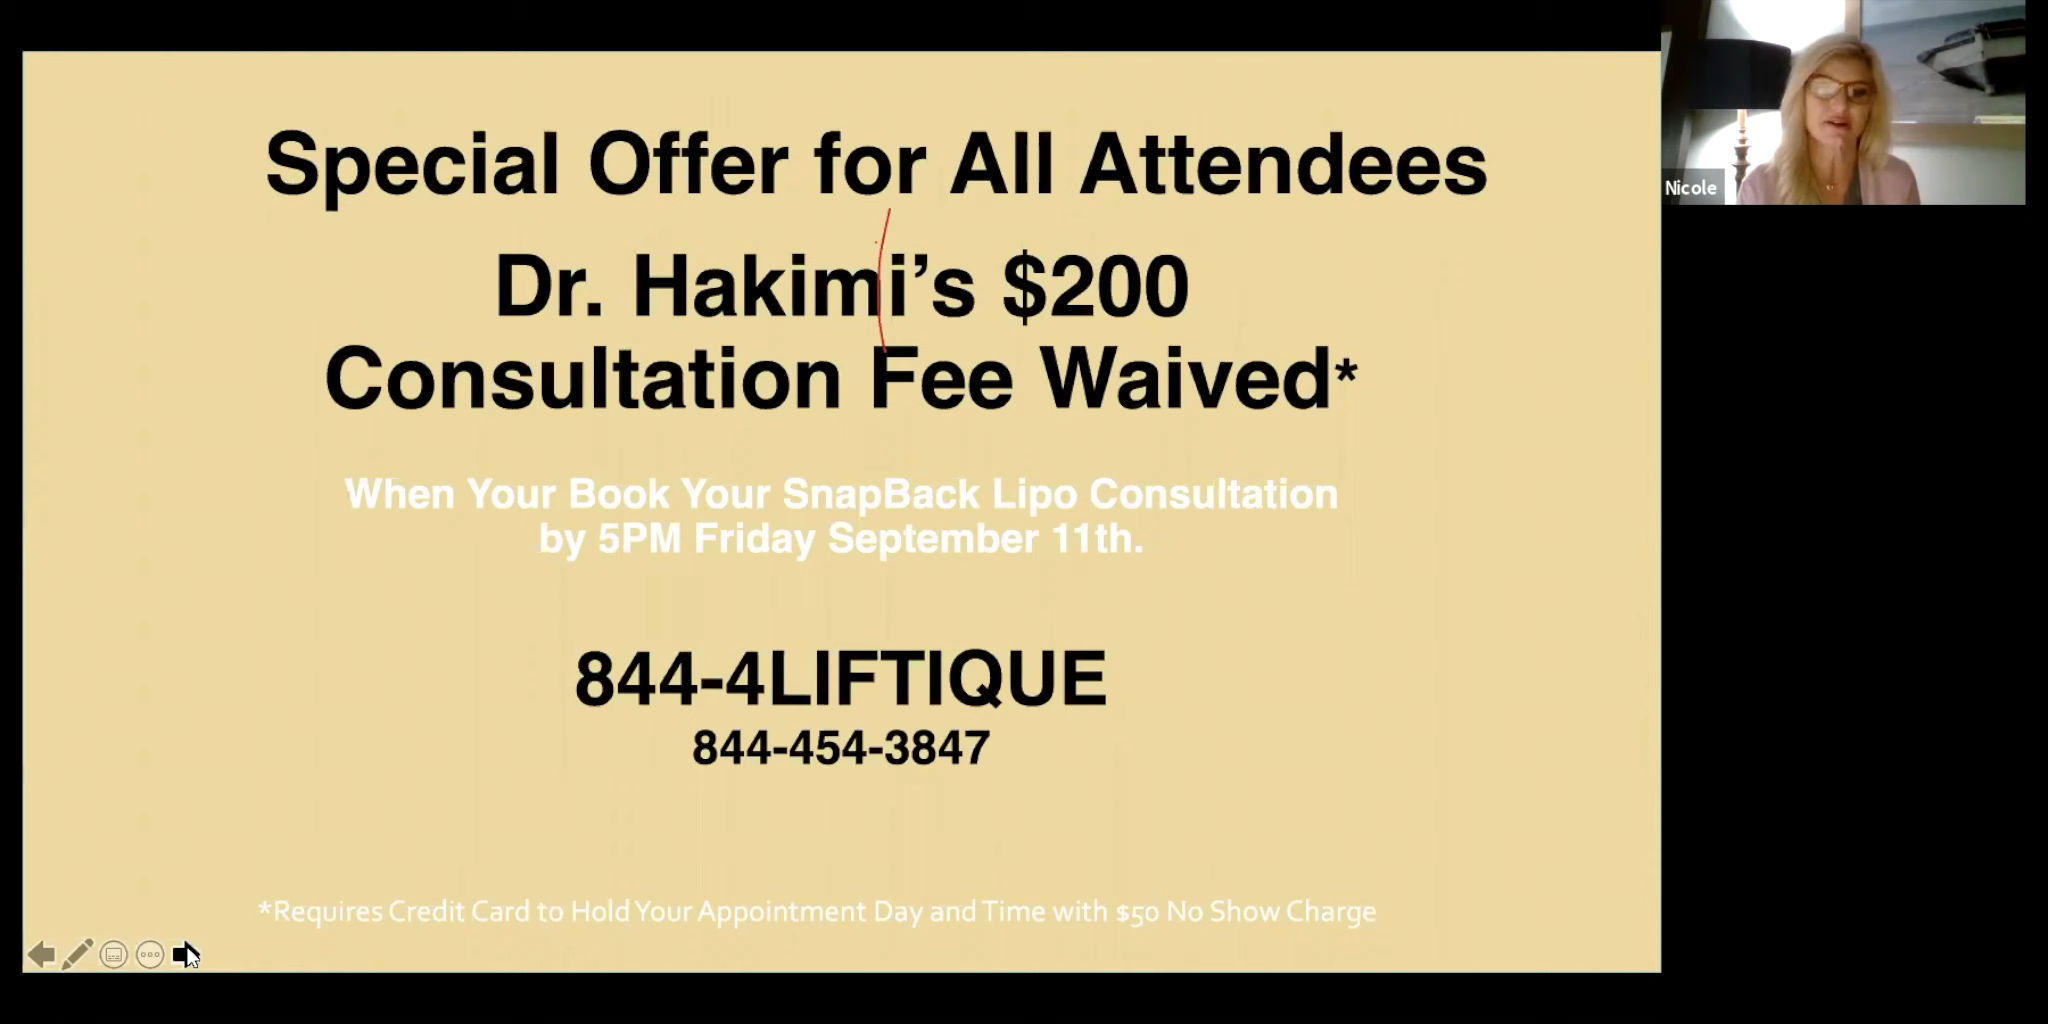 Special Offer for All Attendees
Dr. Hakimi’s $200
Consultation Fee Waived*
When Your Book Your SnapBack Lipo Consultation
by 5PM Friday September 11th.
844-4LIFTIQUE
844-454-3847
*Requires Credit Card to Hold Your Appointment Day and Time with $50 No Show Charge
Nicole